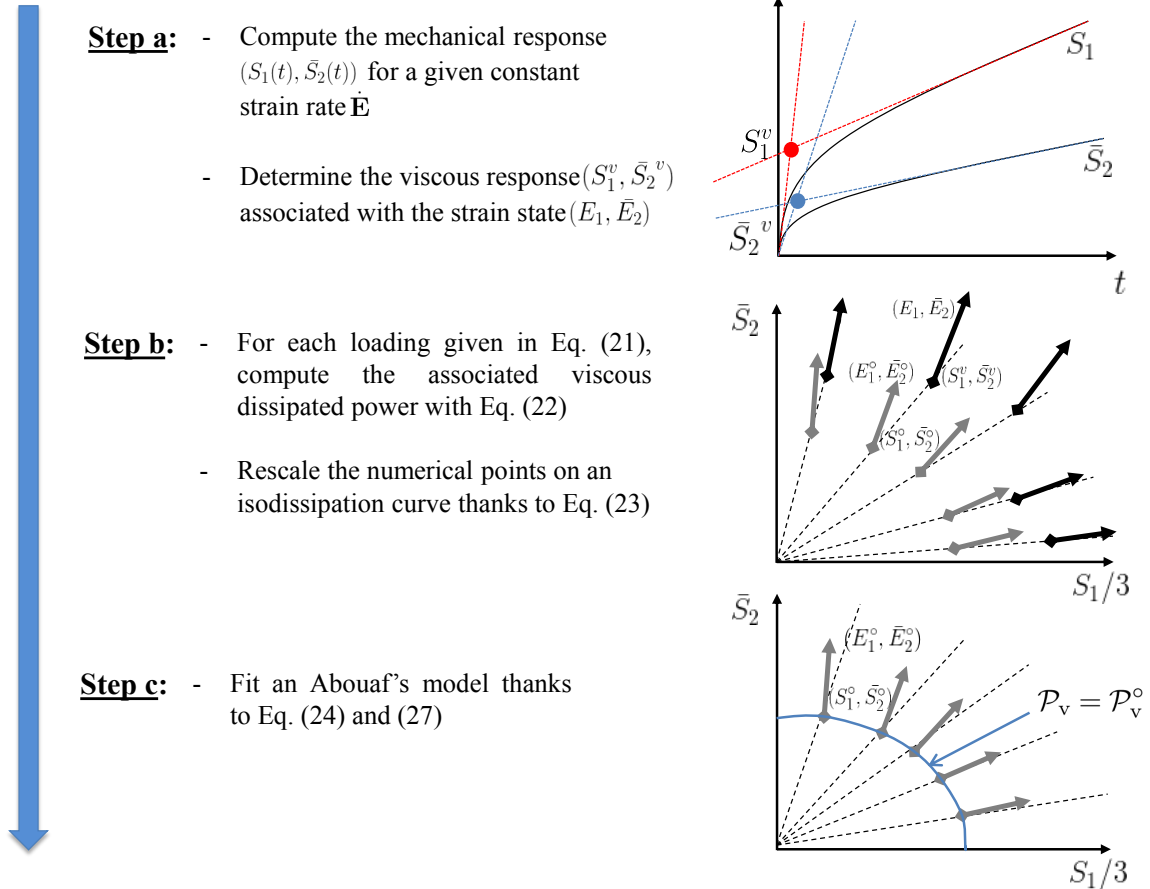 Step a: - Compute the mechanical response
(S₁(t), S̄₂(t)) for a given constant
strain rate Ė
- Determine the viscous response (S₁ᵛ, S̄₂ᵛ)
associated with the strain state (E₁, Ē₂)
S₁
S₁ᵛ
S̄₂
S̄₂ᵛ
t
Step b: - For each loading given in Eq. (21),
compute the associated viscous
dissipated power with Eq. (22)
- Rescale the numerical points on an
isodissipation curve thanks to Eq. (23)
S̄₂
(E₁, Ē₂)
(E₁°, Ē₂°)
(S₁ᵛ, S̄₂ᵛ)
(S₁°, S̄₂°)
S₁/3
Step c: - Fit an Abouaf's model thanks
to Eq. (24) and (27)
S̄₂
(E₁°, Ē₂°)
(S₁°, S̄₂°)
𝒫ᵥ = 𝒫ᵥ°
S₁/3